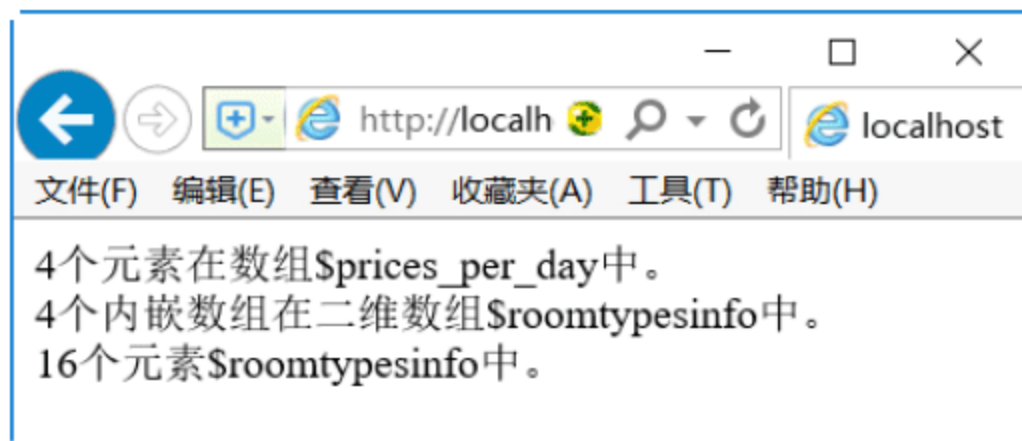 http://localh
localhost
文件(F) 编辑(E) 查看(V) 收藏夹(A) 工具(T) 帮助(H)
4个元素在数组$prices_per_day中。
4个内嵌数组在二维数组$roomtypesinfo中。
16个元素$roomtypesinfo中。